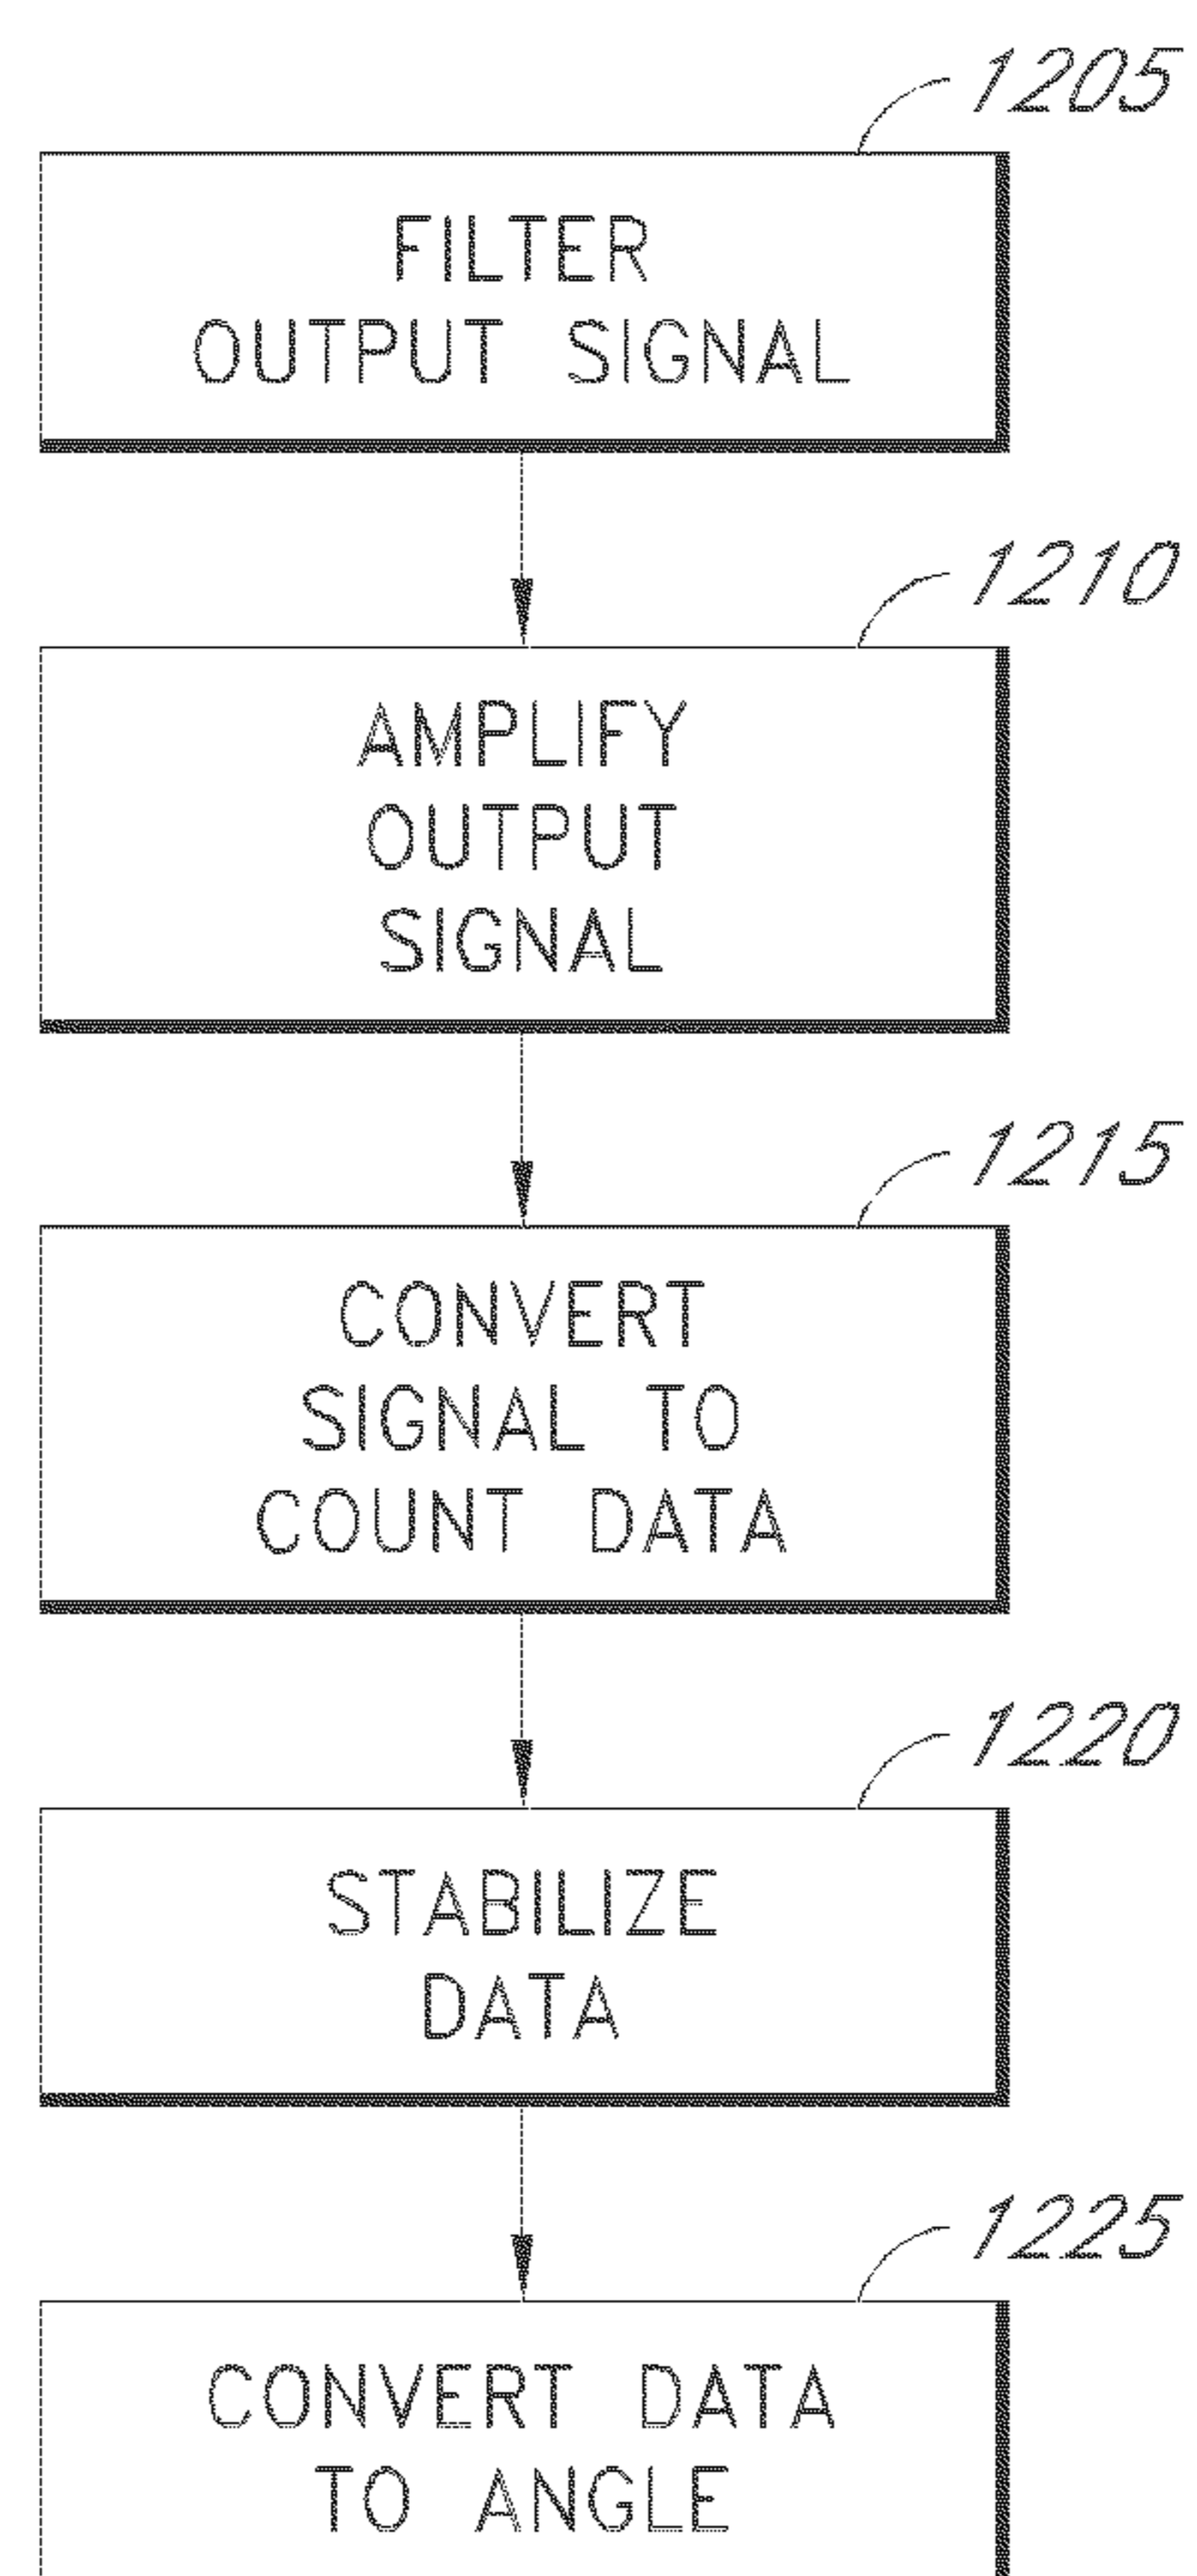 1205
FILTER
OUTPUT SIGNAL
1210
AMPLIFY
OUTPUT
SIGNAL
1215
CONVERT
SIGNAL TO
COUNT DATA
1220
STABILIZE
DATA
1225
CONVERT DATA
TO ANGLE